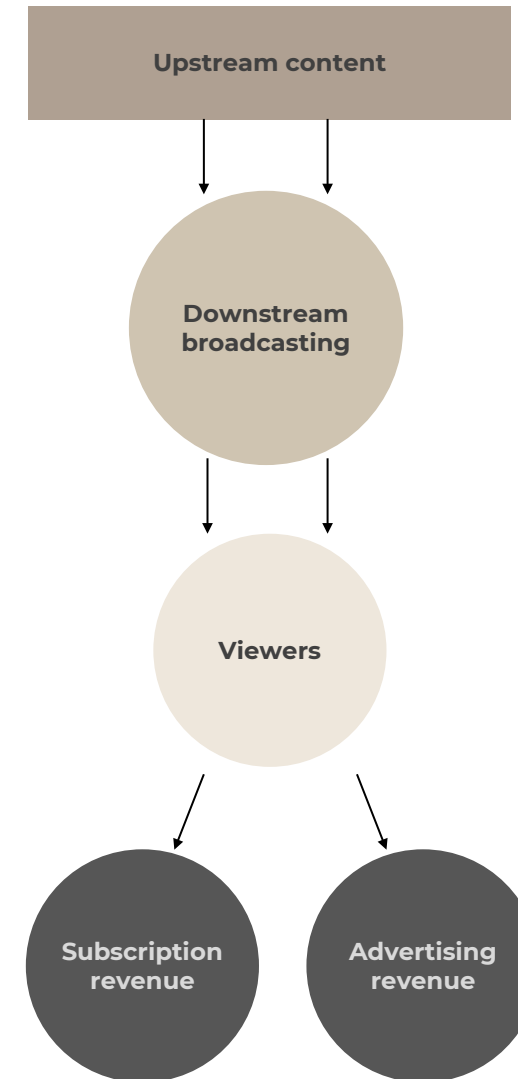 Upstream content
Downstream
broadcasting
Viewers
Subscription
revenue
Advertising
revenue